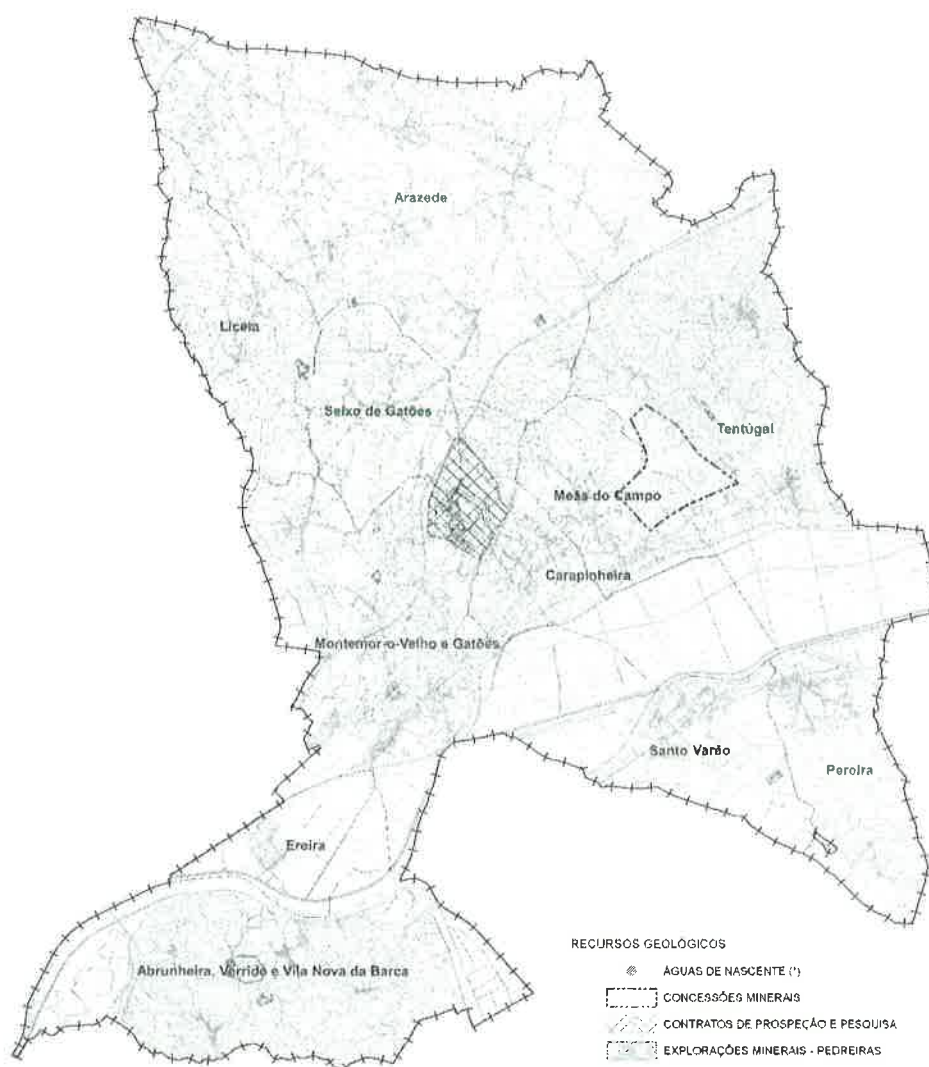 Arazede
Liceia
Seixo de Gatões
Tentúgal
Meãs do Campo
Carapinheira
Montemor-o-Velho e Gatões
Santo Varão
Pereira
Ereira
Abrunheira, Verride e Vila Nova da Barca
RECURSOS GEOLÓGICOS
ÁGUAS DE NASCENTE (*)
CONCESSÕES MINERAIS
CONTRATOS DE PROSPEÇÃO E PESQUISA
EXPLORAÇÕES MINERAIS - PEDREIRAS